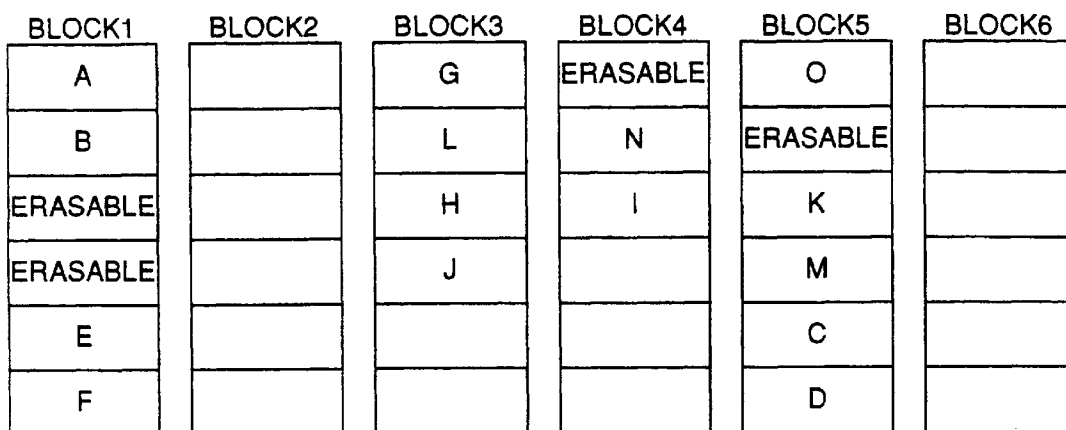 BLOCK1 BLOCK2 BLOCK3 BLOCK4 BLOCK5 BLOCK6
A G ERASABLE O
B L N ERASABLE
ERASABLE H I K
ERASABLE J M
E C
F D